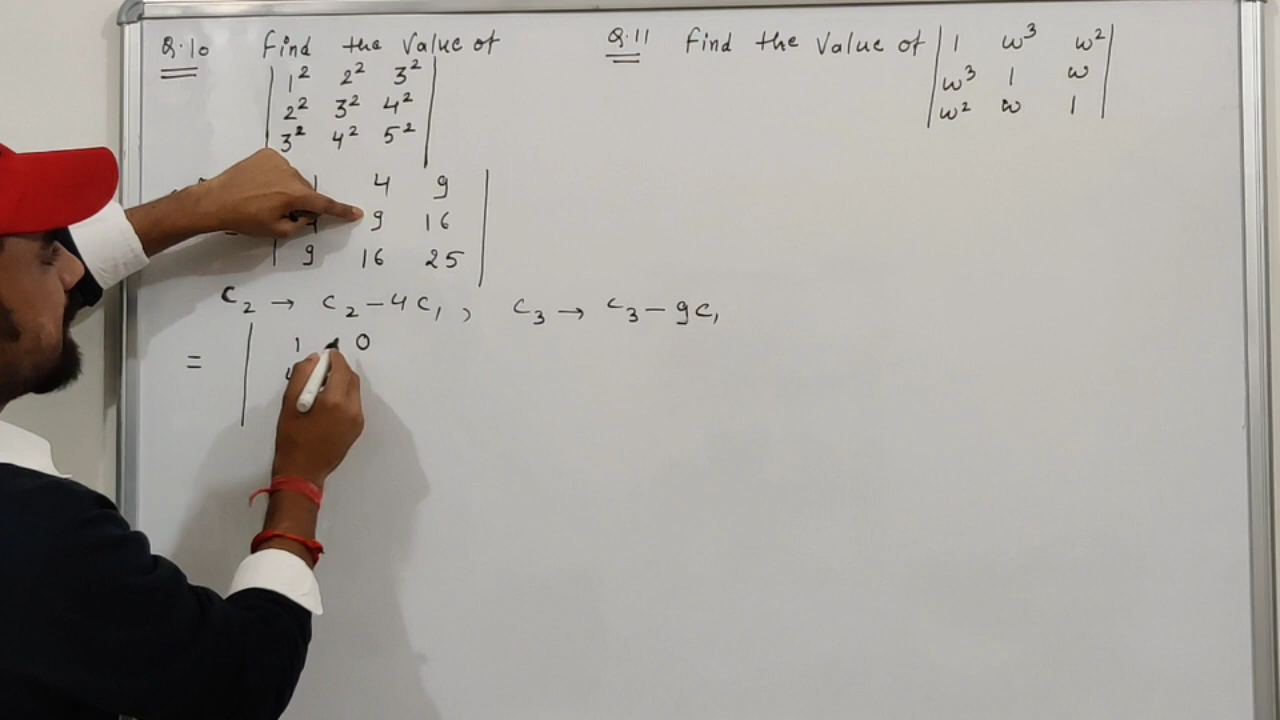 Q.10 Find the Value of
1² 2² 3²
2² 3² 4²
3² 4² 5²
Q.11 Find the Value of | 1 ω³ ω² |
ω³ 1 ω
ω² ω 1
1 4 9
9 16
9 16 25
C₂ → C₂ - 4C₁, C₃ → C₃ - 9C₁
= | 1 0
4